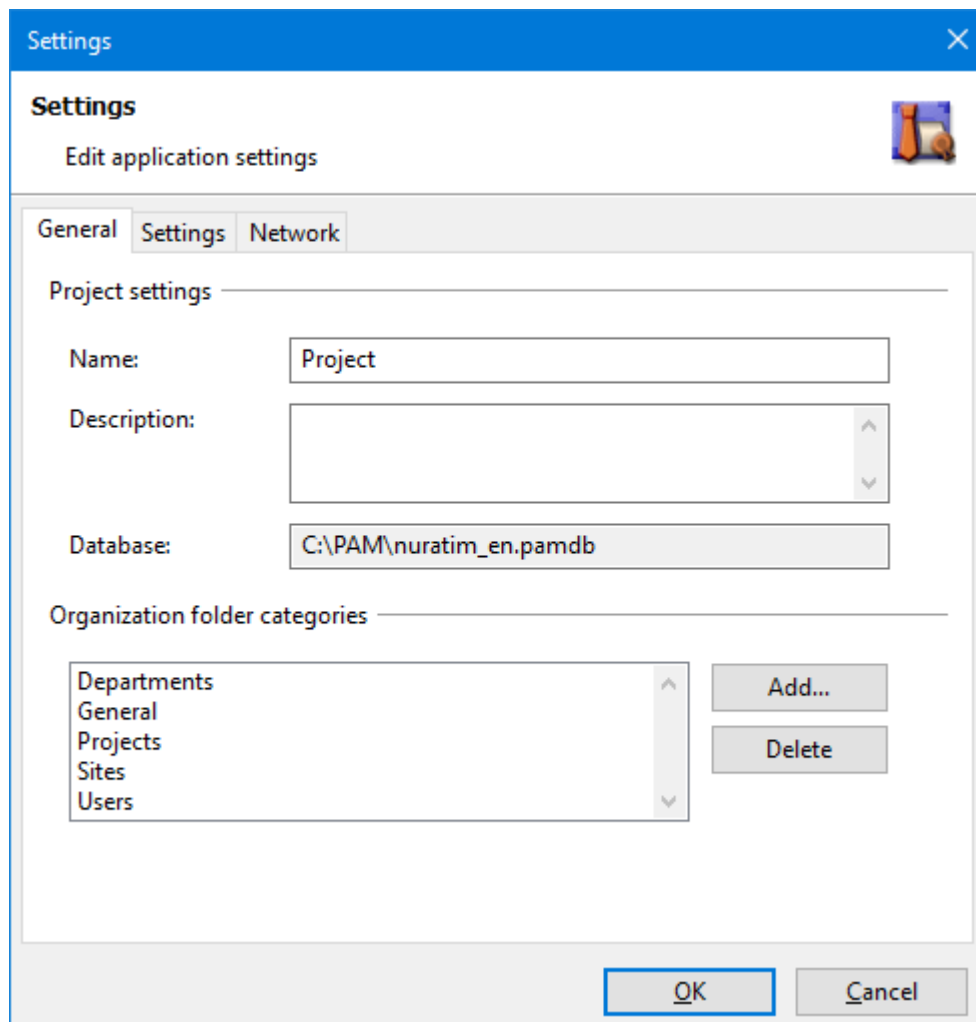 Settings
Settings
Edit application settings
General Settings Network
Project settings
Name: Project
Description:
Database: C:\PAM\nuratim_en.pamdb
Organization folder categories
Departments
General
Projects
Sites
Users
Add...
Delete
OK Cancel